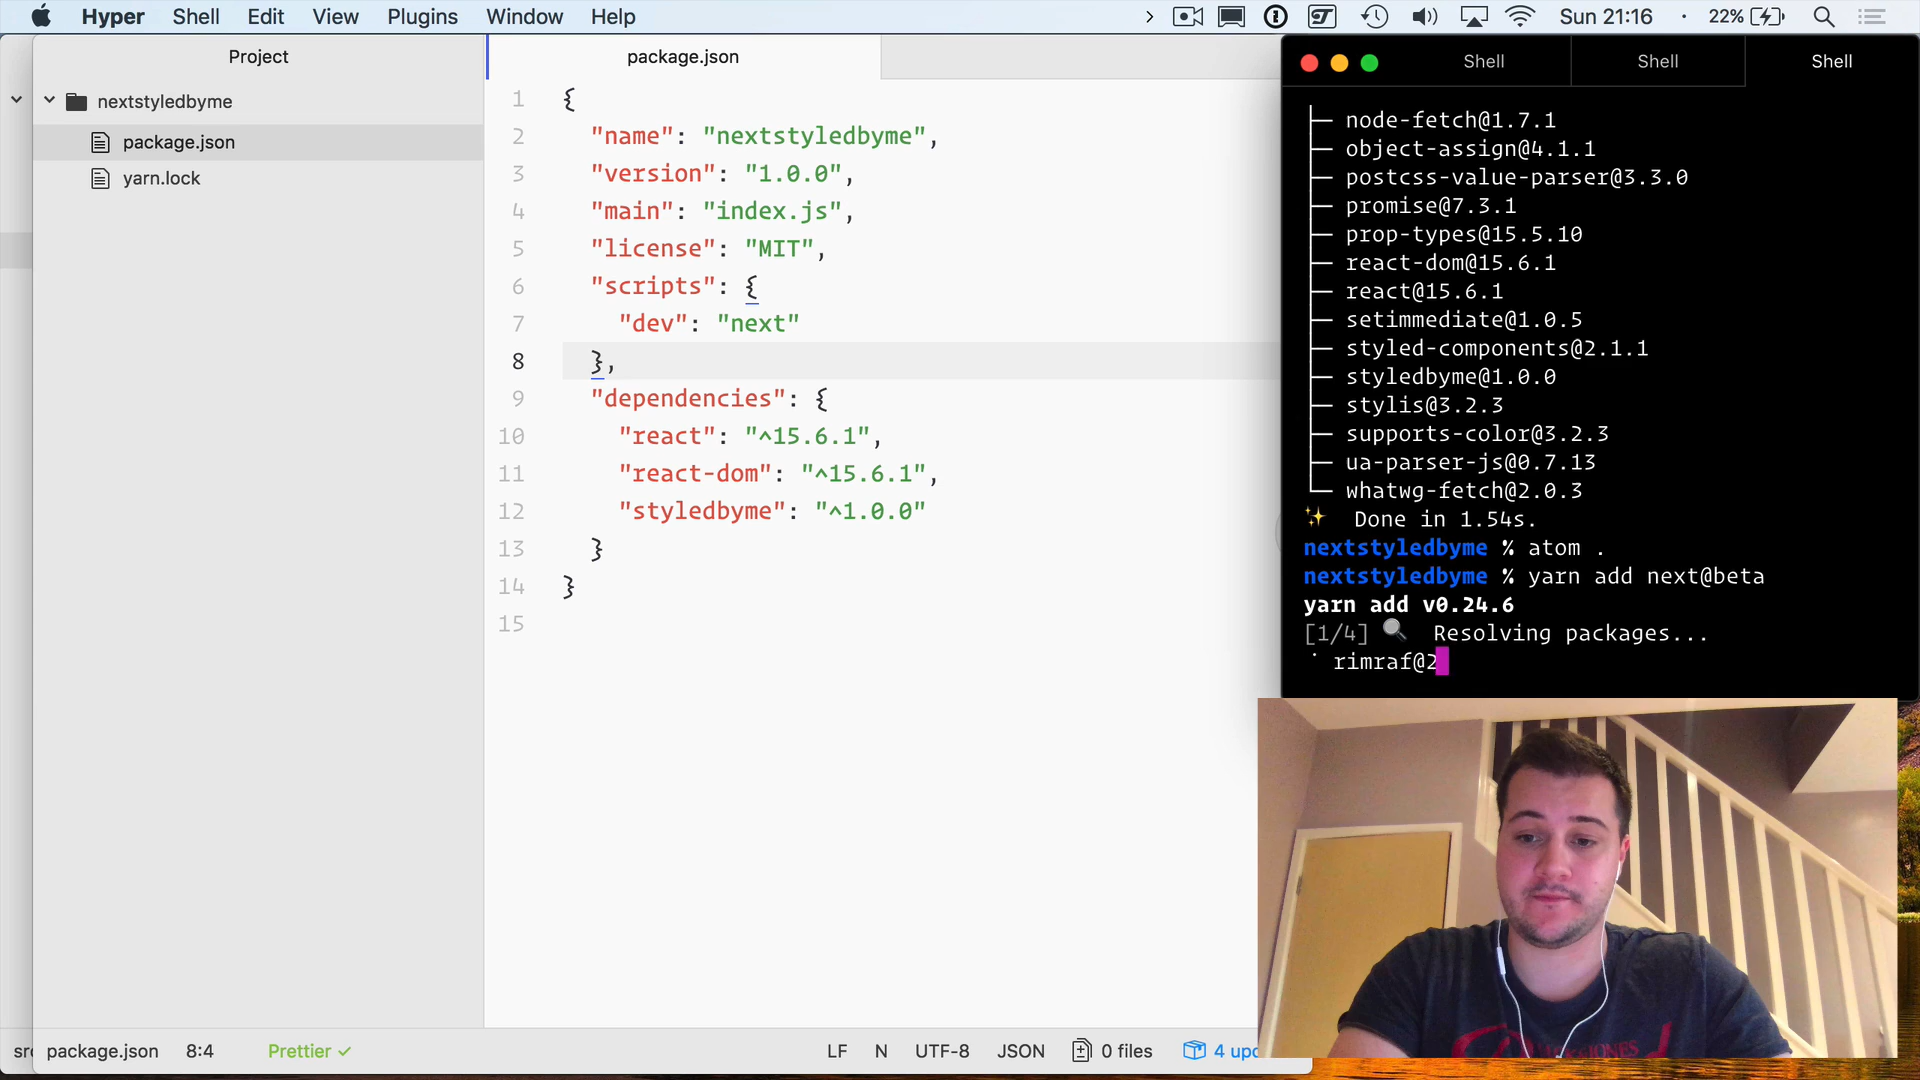 Hyper Shell Edit View Plugins Window Help
Sun 21:16
22%
Project
nextstyledbyme
package.json
yarn.lock
package.json
1 {
2 "name": "nextstyledbyme",
3 "version": "1.0.0",
4 "main": "index.js",
5 "license": "MIT",
6 "scripts": {
7 "dev": "next"
8 },
9 "dependencies": {
10 "react": "^15.6.1",
11 "react-dom": "^15.6.1",
12 "styledbyme": "^1.0.0"
13 }
14 }
15
Shell Shell Shell
├── node-fetch@1.7.1
├── object-assign@4.1.1
├── postcss-value-parser@3.3.0
├── promise@7.3.1
├── prop-types@15.5.10
├── react-dom@15.6.1
├── react@15.6.1
├── setimmediate@1.0.5
├── styled-components@2.1.1
├── styledbyme@1.0.0
├── stylis@3.2.3
├── supports-color@3.2.3
├── ua-parser-js@0.7.13
└── whatwg-fetch@2.0.3
✨ Done in 1.54s.
nextstyledbyme % atom .
nextstyledbyme % yarn add next@beta
yarn add v0.24.6
[1/4] 🔍 Resolving packages...
rimraf@2
package.json 8:4 Prettier ✓ LF N UTF-8 JSON 0 files 4